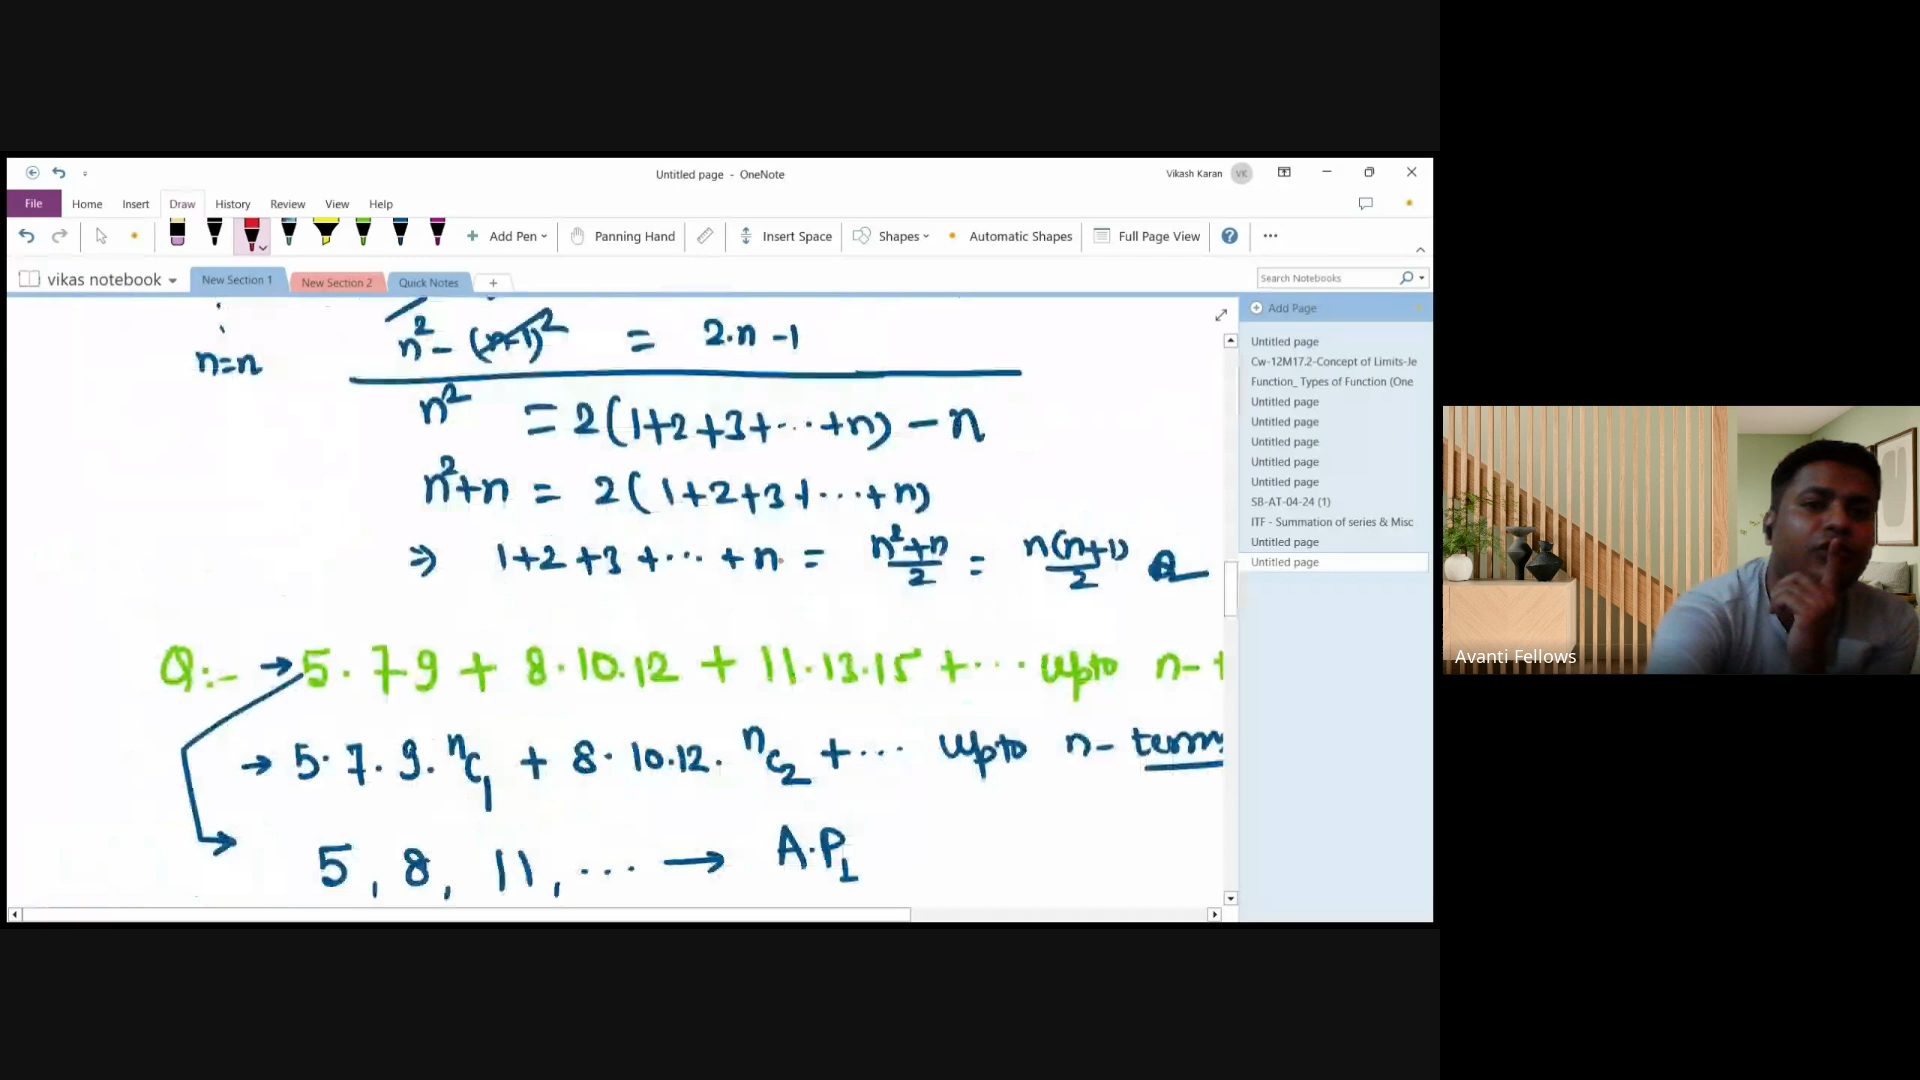 Untitled page - OneNote
Vikash Karan VK
File Home Insert Draw History Review View Help
Add Pen Panning Hand Insert Space Shapes Automatic Shapes Full Page View
vikas notebook New Section 1 New Section 2 Quick Notes + Search Notebooks
Add Page
Untitled page
Cw-12M17.2-Concept of Limits-Je
Function_ Types of Function (One
Untitled page
Untitled page
Untitled page
Untitled page
Untitled page
SB-AT-04-24 (1)
ITF - Summation of series & Misc
Untitled page
Untitled page
n=n n² - (n-1)² = 2·n -1
n² = 2(1+2+3+···+n) - n
n²+n = 2(1+2+3+···+n)
⇒ 1+2+3+···+n = n²+n/2 = n(n+1)/2
Q:- → 5·7·9 + 8·10·12 + 11·13·15 +··· upto n-
→ 5·7·9·ⁿC₁ + 8·10·12·ⁿC₂ +··· upto n- terms
5, 8, 11, ··· → A.P₁
Avanti Fellows